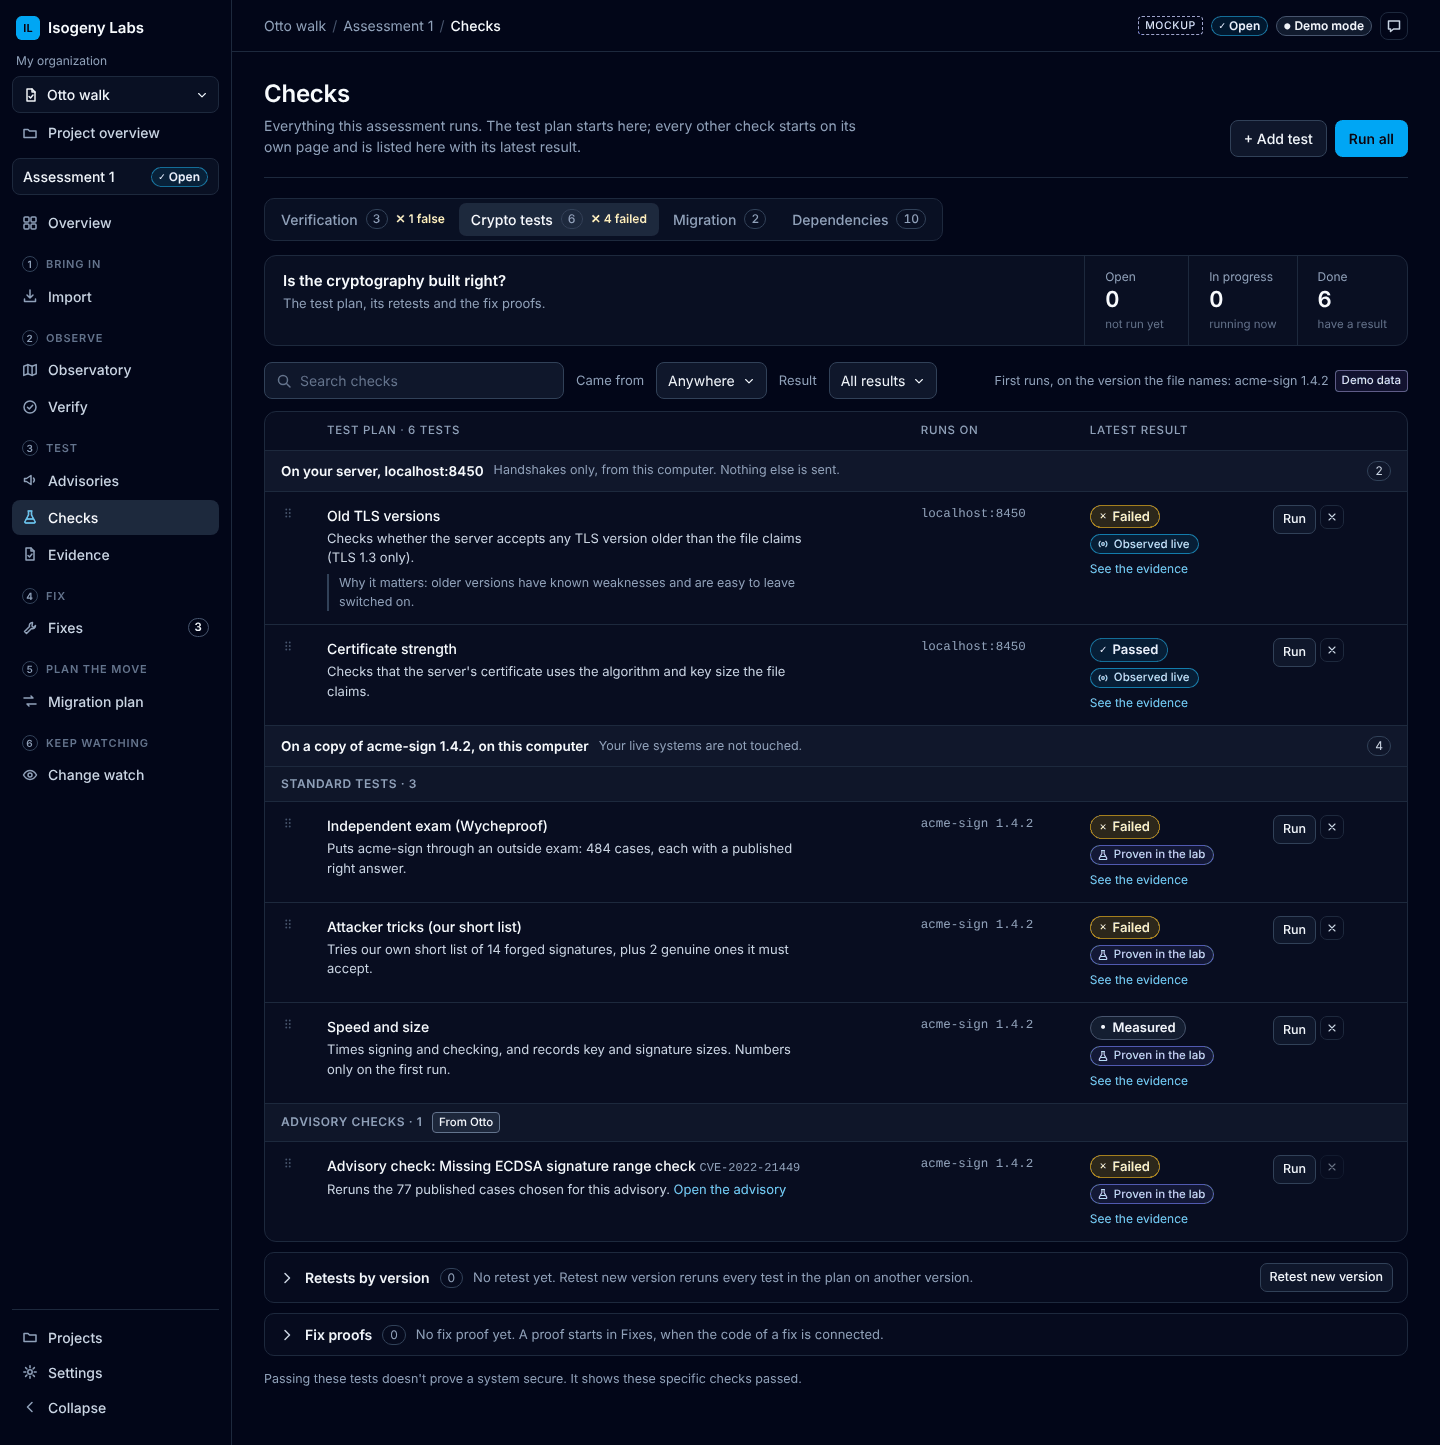 IL Isogeny Labs
My organization
Otto walk
Project overview
Assessment 1 ✓ Open
Overview
1 BRING IN
Import
2 OBSERVE
Observatory
Verify
3 TEST
Advisories
Checks
Evidence
4 FIX
Fixes 3
5 PLAN THE MOVE
Migration plan
6 KEEP WATCHING
Change watch
Projects
Settings
Collapse
Otto walk / Assessment 1 / Checks
MOCKUP ✓ Open ● Demo mode
Checks
Everything this assessment runs. The test plan starts here; every other check starts on its
own page and is listed here with its latest result.
+ Add test Run all
Verification 3 ✕ 1 false Crypto tests 6 ✕ 4 failed Migration 2 Dependencies 10
Is the cryptography built right?
The test plan, its retests and the fix proofs.
Open
0
not run yet
In progress
0
running now
Done
6
have a result
Search checks Came from Anywhere Result All results First runs, on the version the file names: acme-sign 1.4.2 Demo data
TEST PLAN · 6 TESTS RUNS ON LATEST RESULT
On your server, localhost:8450 Handshakes only, from this computer. Nothing else is sent. 2
Old TLS versions localhost:8450 ✕ Failed Run ✕
Checks whether the server accepts any TLS version older than the file claims Observed live
(TLS 1.3 only). See the evidence
Why it matters: older versions have known weaknesses and are easy to leave
switched on.
Certificate strength localhost:8450 ✓ Passed Run ✕
Checks that the server's certificate uses the algorithm and key size the file Observed live
claims. See the evidence
On a copy of acme-sign 1.4.2, on this computer Your live systems are not touched. 4
STANDARD TESTS · 3
Independent exam (Wycheproof) acme-sign 1.4.2 ✕ Failed Run ✕
Puts acme-sign through an outside exam: 484 cases, each with a published Proven in the lab
right answer. See the evidence
Attacker tricks (our short list) acme-sign 1.4.2 ✕ Failed Run ✕
Tries our own short list of 14 forged signatures, plus 2 genuine ones it must Proven in the lab
accept. See the evidence
Speed and size acme-sign 1.4.2 • Measured Run ✕
Times signing and checking, and records key and signature sizes. Numbers Proven in the lab
only on the first run. See the evidence
ADVISORY CHECKS · 1 From Otto
Advisory check: Missing ECDSA signature range check CVE-2022-21449 acme-sign 1.4.2 ✕ Failed Run ✕
Reruns the 77 published cases chosen for this advisory. Open the advisory Proven in the lab
See the evidence
Retests by version 0 No retest yet. Retest new version reruns every test in the plan on another version. Retest new version
Fix proofs 0 No fix proof yet. A proof starts in Fixes, when the code of a fix is connected.
Passing these tests doesn't prove a system secure. It shows these specific checks passed.